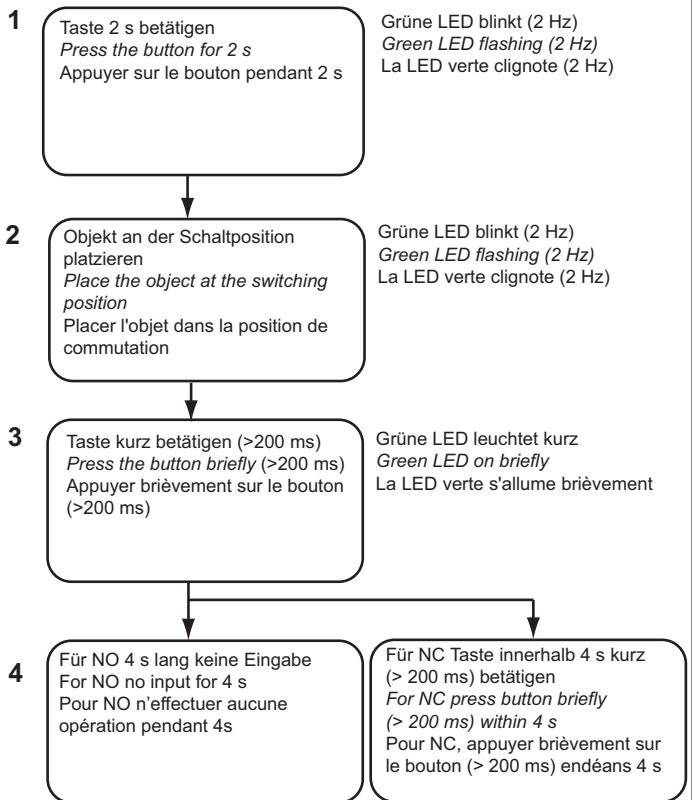 1
Taste 2 s betätigen
Press the button for 2 s
Appuyer sur le bouton pendant 2 s
Grüne LED blinkt (2 Hz)
Green LED flashing (2 Hz)
La LED verte clignote (2 Hz)
2
Objekt an der Schaltposition
platzieren
Place the object at the switching
position
Placer l'objet dans la position de
commutation
Grüne LED blinkt (2 Hz)
Green LED flashing (2 Hz)
La LED verte clignote (2 Hz)
3
Taste kurz betätigen (>200 ms)
Press the button briefly (>200 ms)
Appuyer brièvement sur le bouton
(>200 ms)
Grüne LED leuchtet kurz
Green LED on briefly
La LED verte s'allume brièvement
4
Für NO 4 s lang keine Eingabe
For NO no input for 4 s
Pour NO n’effectuer aucune
opération pendant 4s
Für NC Taste innerhalb 4 s kurz
(> 200 ms) betätigen
For NC press button briefly
(> 200 ms) within 4 s
Pour NC, appuyer brièvement sur
le bouton (> 200 ms) endéans 4 s